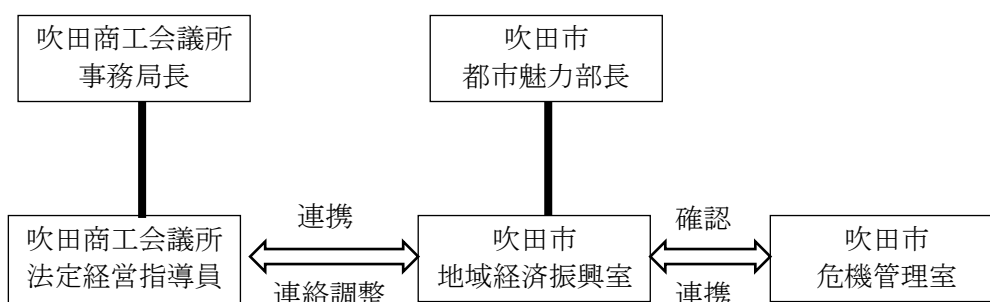 吹田商工会議所
事務局長
吹田市
都市魅力部長
吹田商工会議所
法定経営指導員
連携
連絡調整
吹田市
地域経済振興室
確認
連携
吹田市
危機管理室